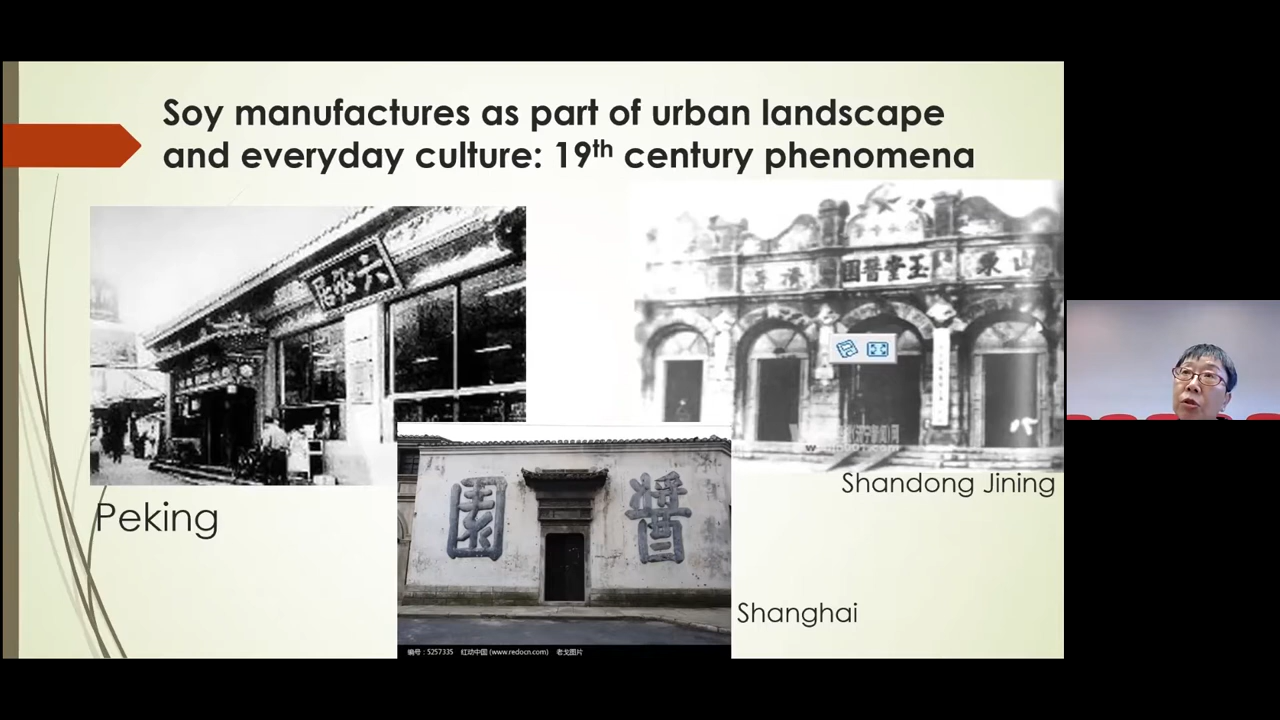 Soy manufactures as part of urban landscape
and everyday culture: 19th century phenomena
六必居
山東 玉堂醬園 濟
Peking
Shandong Jining
醬園
Shanghai
编号：5257335 红动中国 (www.redocn.com) 老戈图片